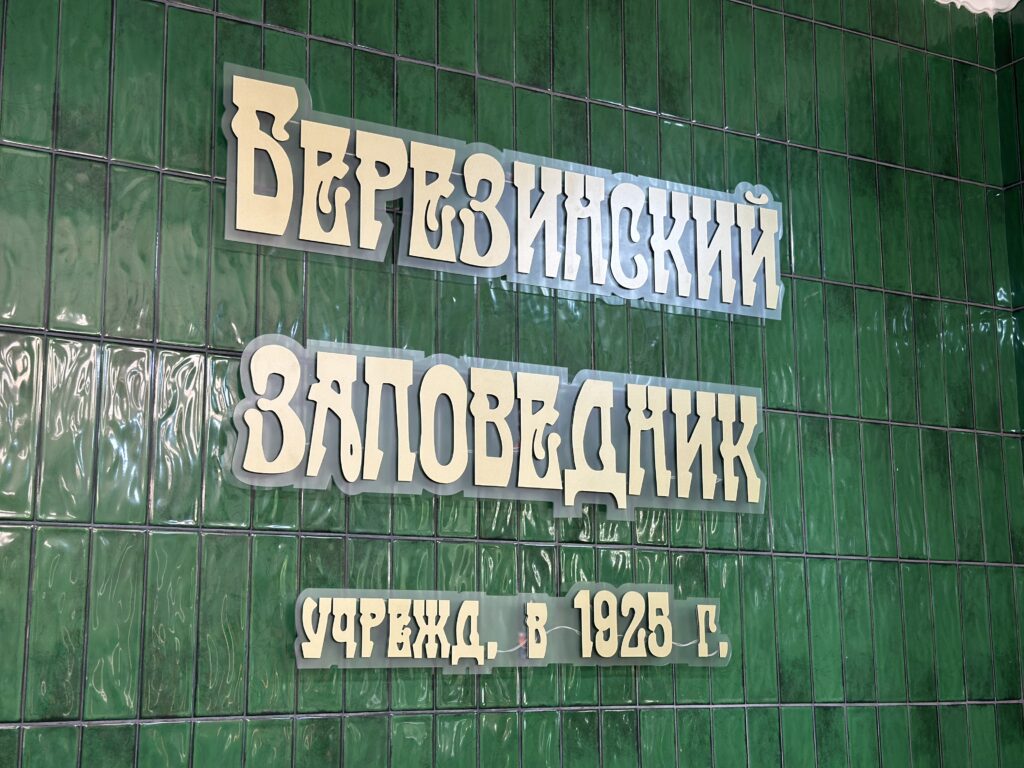 Березинский
заповедник
учрежд. в 1925 г.